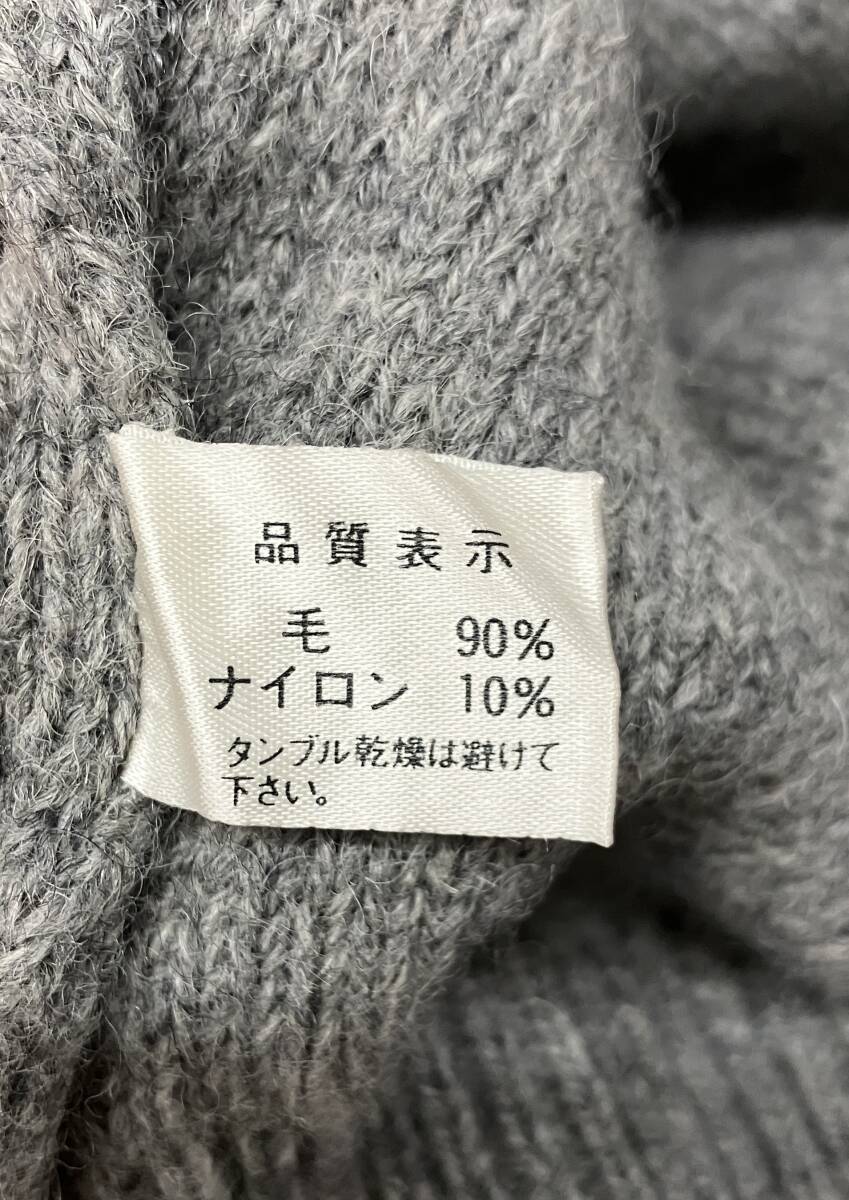 品質表示
毛 90%
ナイロン 10%
タンブル乾燥は避けて
下さい。